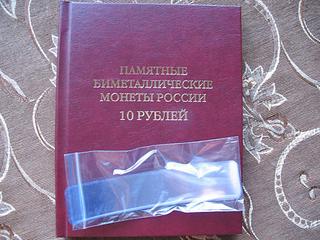 ПАМЯТНЫЕ
БИМЕТАЛЛИЧЕСКИЕ
МОНЕТЫ РОССИИ
10 РУБЛЕЙ